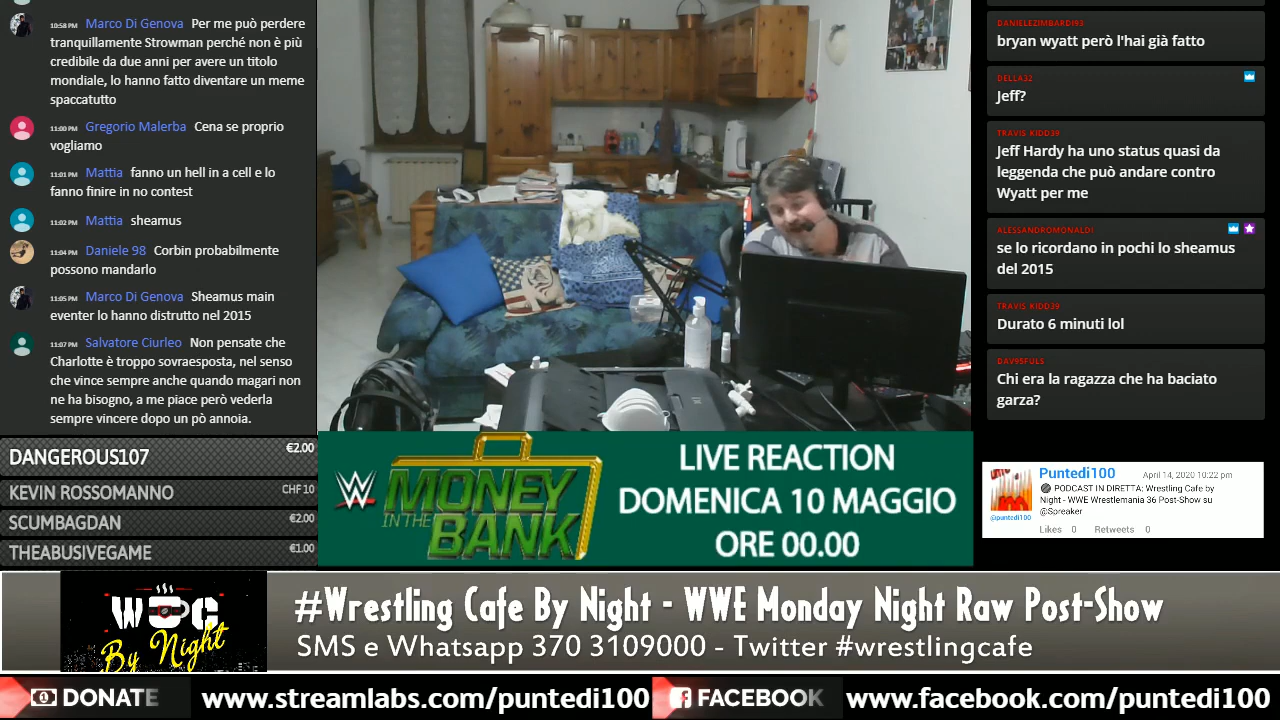 10:58 PM Marco Di Genova Per me può perdere
tranquillamente Strowman perché non è più
credibile da due anni per avere un titolo
mondiale, lo hanno fatto diventare un meme
spaccatutto
11:00 PM Gregorio Malerba Cena se proprio
vogliamo
11:01 PM Mattia fanno un hell in a cell e lo
fanno finire in no contest
11:02 PM Mattia sheamus
11:04 PM Daniele 98 Corbin probabilmente
possono mandarlo
11:05 PM Marco Di Genova Sheamus main
eventer lo hanno distrutto nel 2015
11:07 PM Salvatore Ciurleo Non pensate che
Charlotte è troppo sovraesposta, nel senso
che vince sempre anche quando magari non
ne ha bisogno, a me piace però vederla
sempre vincere dopo un pò annoia.
DANGEROUS107 €2.00
KEVIN ROSSOMANNO CHF 10
SCUMBAGDAN €2.00
THEABUSIVEGAME €1.00
DANIELEZIMBARDI93
bryan wyatt però l'hai già fatto
DELLA32
Jeff?
TRAVIS_KIDD39
Jeff Hardy ha uno status quasi da
leggenda che può andare contro
Wyatt per me
ALESSANDROMONALDI
se lo ricordano in pochi lo sheamus
del 2015
TRAVIS_KIDD39
Durato 6 minuti lol
DAV95FULS
Chi era la ragazza che ha baciato
garza?
W
MONEY
IN THE
BANK
LIVE REACTION
DOMENICA 10 MAGGIO
ORE 00.00
Puntedi100 April 14, 2020 10:22 pm
PODCAST IN DIRETTA: Wrestling Cafe by
Night - WWE Wrestlemania 36 Post-Show su
@Spreaker
@puntedi100
Likes 0 Retweets 0
WC
By Night
#Wrestling Cafe By Night - WWE Monday Night Raw Post-Show
SMS e Whatsapp 370 3109000 - Twitter #wrestlingcafe
DONATE www.streamlabs.com/puntedi100 FACEBOOK www.facebook.com/puntedi100